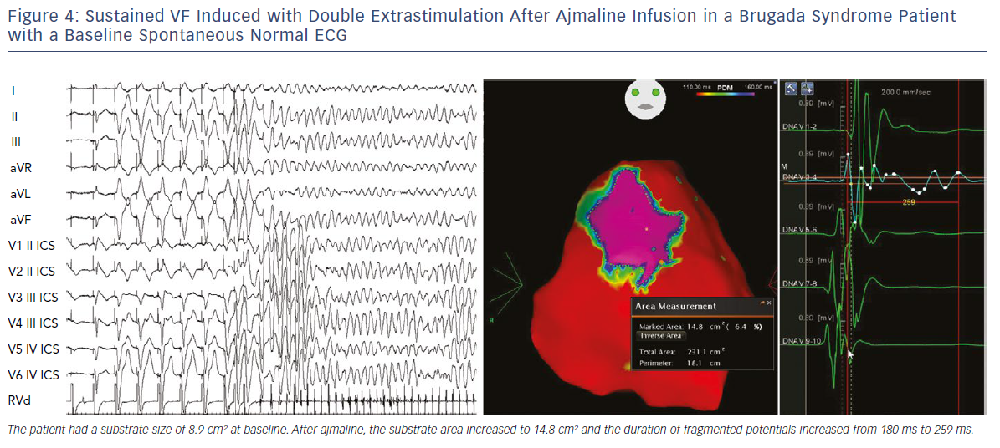 Figure 4: Sustained VF Induced with Double Extrastimulation After Ajmaline Infusion in a Brugada Syndrome Patient
with a Baseline Spontaneous Normal ECG
I
II
III
aVR
aVL
aVF
V1 II ICS
V2 II ICS
V3 III ICS
V4 III ICS
V5 IV ICS
V6 IV ICS
RVd
110.00 ms PDM 160.00 ms
R
Area Measurement
Marked Area: 14.8 cm² ( 6.4 %)
Inverse Area
Total Area: 231.1 cm²
Perimeter: 18.1 cm
200.0 mm/sec
0.89 [mV]
DNAV 1-2
0.89 [mV]
M
DNAV 3-4
259
0.89 [mV]
DNAV 5-6
0.89 [mV]
DNAV 7-8
0.89 [mV]
DNAV 9-10
The patient had a substrate size of 8.9 cm² at baseline. After ajmaline, the substrate area increased to 14.8 cm² and the duration of fragmented potentials increased from 180 ms to 259 ms.